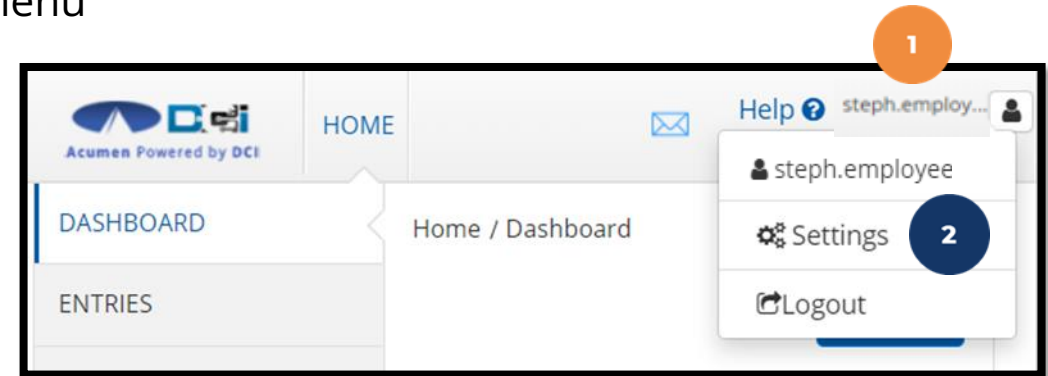 menu
1
DCI
Acumen Powered by DCI
HOME
Help ?
steph.employ...
steph.employee
DASHBOARD
Home / Dashboard
Settings
2
ENTRIES
Logout